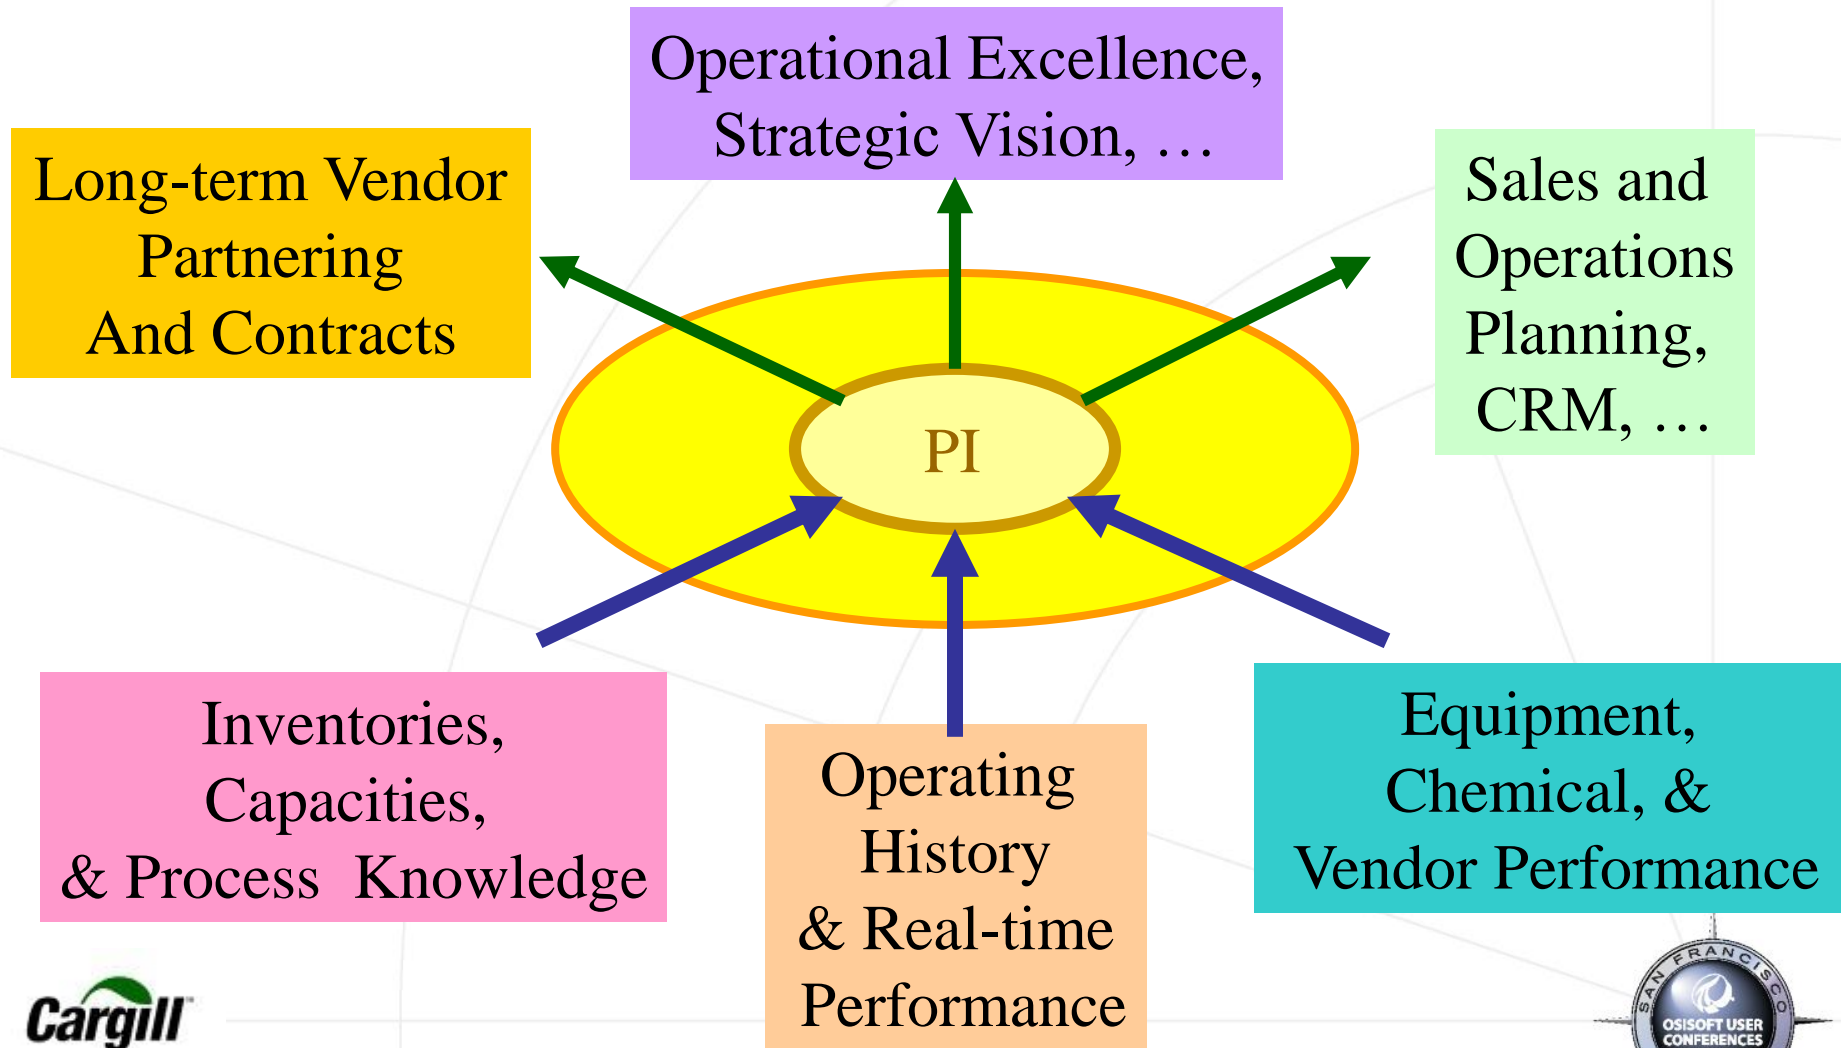 Operational Excellence,
Strategic Vision, …
Long-term Vendor
Partnering
And Contracts
Sales and
Operations
Planning,
CRM, …
PI
Inventories,
Capacities,
& Process  Knowledge
Operating
History
& Real-time
Performance
Equipment,
Chemical, &
Vendor Performance
Cargill™
SAN FRANCISCO
OSISOFT USER
CONFERENCES